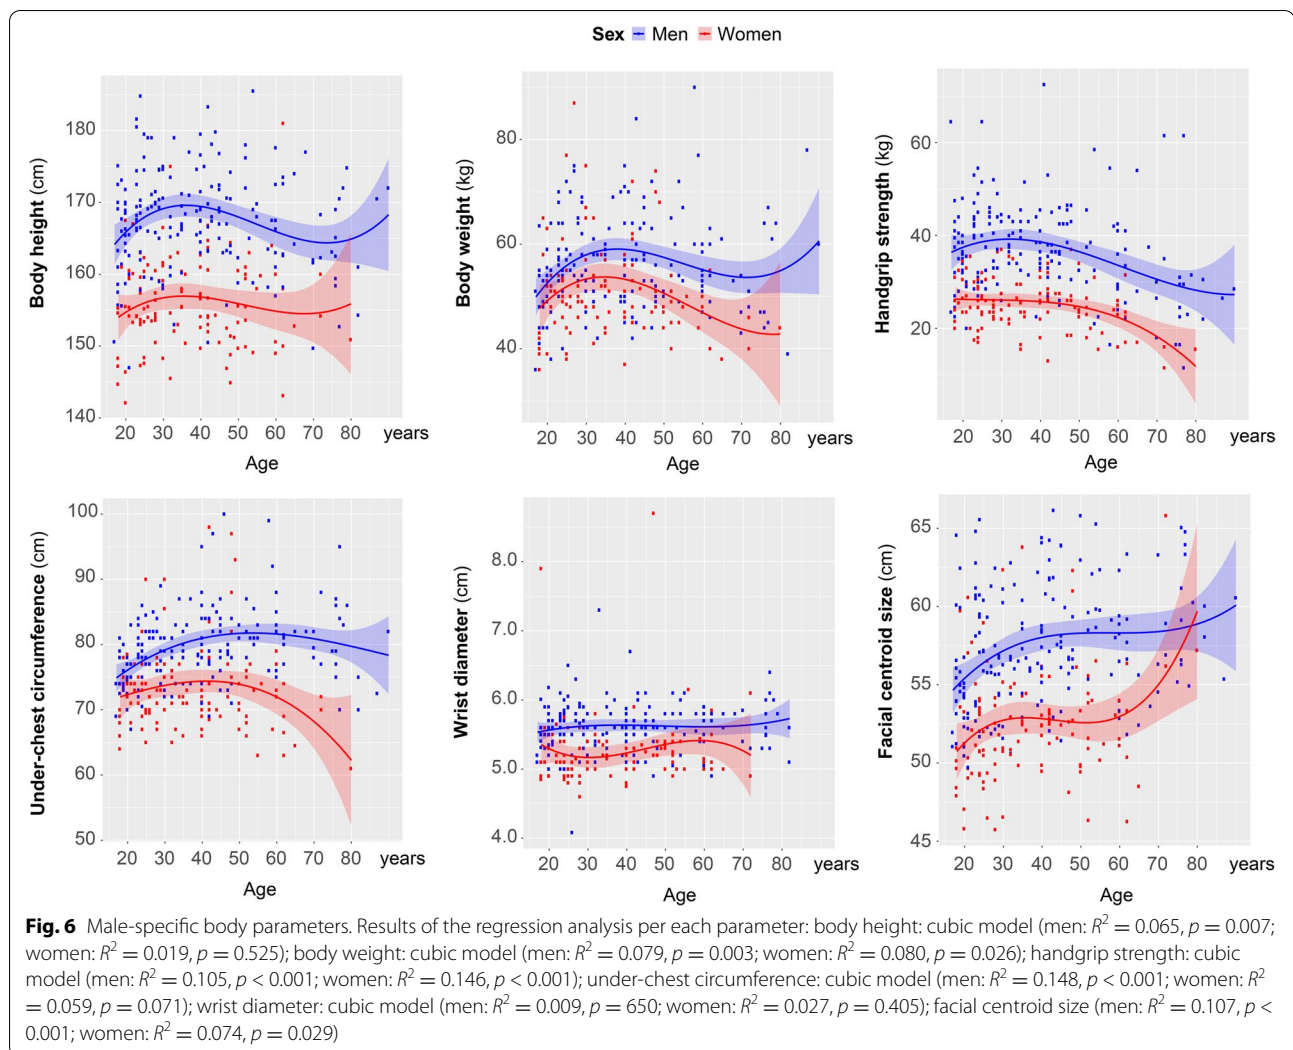 Sex Men Women
Body height (cm)
180
170
160
150
140
20 30 40 50 60 70 80 years
Age
Body weight (kg)
80
60
40
20 30 40 50 60 70 80 years
Age
Handgrip strength (kg)
60
40
20
20 30 40 50 60 70 80 years
Age
Under-chest circumference (cm)
100
90
80
70
60
50
20 30 40 50 60 70 80 years
Age
Wrist diameter (cm)
8.0
7.0
6.0
5.0
4.0
20 30 40 50 60 70 80 years
Age
Facial centroid size (cm)
65
60
55
50
45
20 30 40 50 60 70 80 years
Age
Fig. 6 Male-specific body parameters. Results of the regression analysis per each parameter: body height: cubic model (men: R² = 0.065, p = 0.007;
women: R² = 0.019, p = 0.525); body weight: cubic model (men: R² = 0.079, p = 0.003; women: R² = 0.080, p = 0.026); handgrip strength: cubic
model (men: R² = 0.105, p < 0.001; women: R² = 0.146, p < 0.001); under-chest circumference: cubic model (men: R² = 0.148, p < 0.001; women: R²
= 0.059, p = 0.071); wrist diameter: cubic model (men: R² = 0.009, p = 650; women: R² = 0.027, p = 0.405); facial centroid size (men: R² = 0.107, p <
0.001; women: R² = 0.074, p = 0.029)